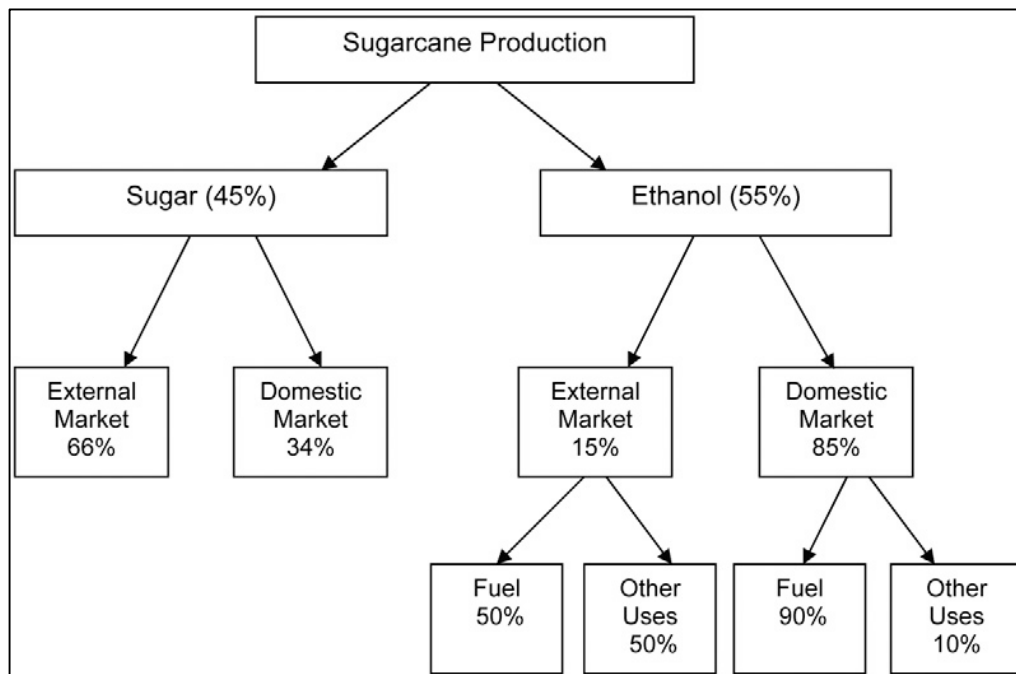 Sugarcane Production
Sugar (45%)
Ethanol (55%)
External
Market
66%
Domestic
Market
34%
External
Market
15%
Domestic
Market
85%
Fuel
50%
Other
Uses
50%
Fuel
90%
Other
Uses
10%